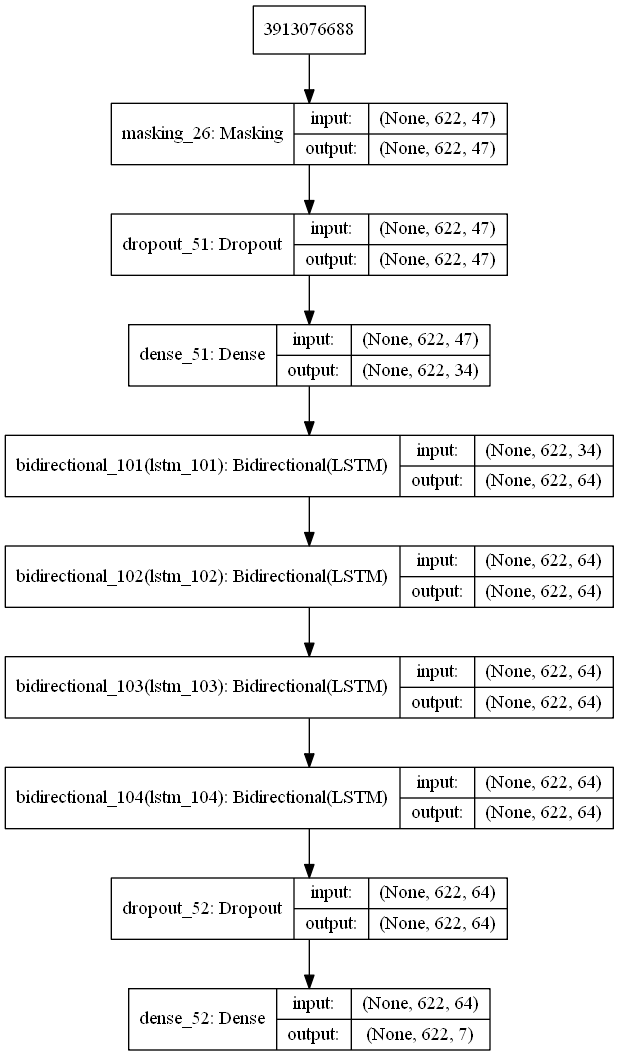 3913076688
masking_26: Masking
input: (None, 622, 47)
output: (None, 622, 47)
dropout_51: Dropout
input: (None, 622, 47)
output: (None, 622, 47)
dense_51: Dense
input: (None, 622, 47)
output: (None, 622, 34)
bidirectional_101(lstm_101): Bidirectional(LSTM)
input: (None, 622, 34)
output: (None, 622, 64)
bidirectional_102(lstm_102): Bidirectional(LSTM)
input: (None, 622, 64)
output: (None, 622, 64)
bidirectional_103(lstm_103): Bidirectional(LSTM)
input: (None, 622, 64)
output: (None, 622, 64)
bidirectional_104(lstm_104): Bidirectional(LSTM)
input: (None, 622, 64)
output: (None, 622, 64)
dropout_52: Dropout
input: (None, 622, 64)
output: (None, 622, 64)
dense_52: Dense
input: (None, 622, 64)
output: (None, 622, 7)